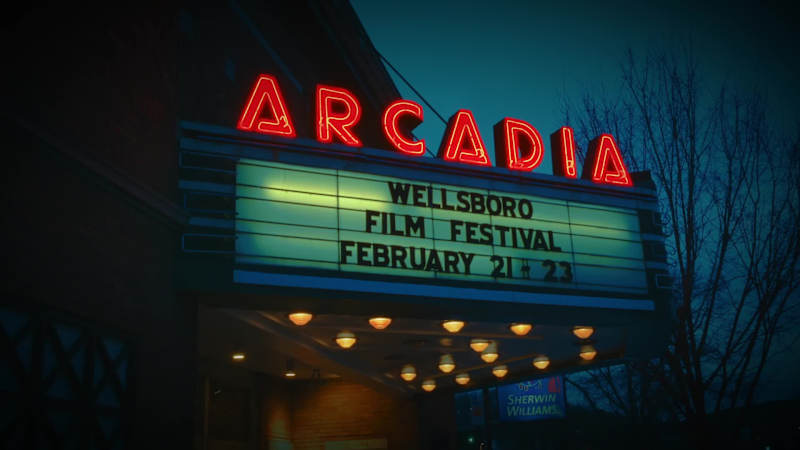 ARCADIA
WELLSBORO
FILM FESTIVAL
FEBRUARY 21 - 23
SHERWIN
WILLIAMS